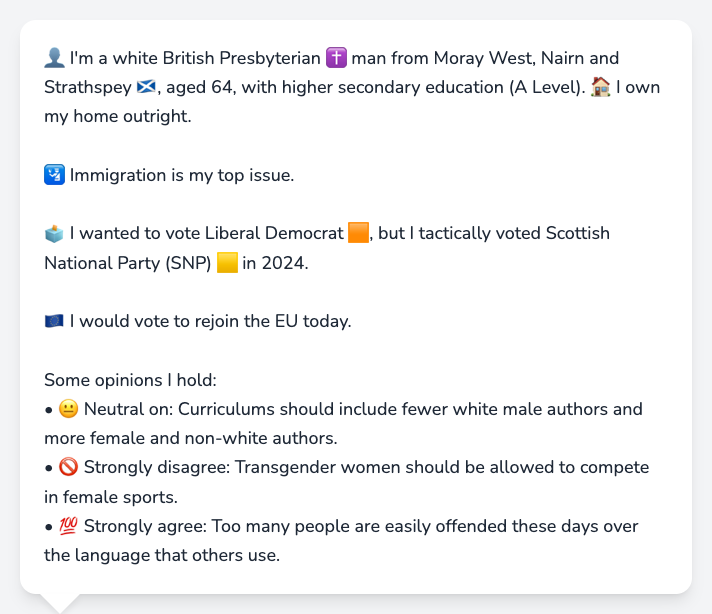 👤 I'm a white British Presbyterian ✝️ man from Moray West, Nairn and
Strathspey 🏴󠁧󠁢󠁳󠁣󠁴󠁿, aged 64, with higher secondary education (A Level). 🏠 I own
my home outright.
🛂 Immigration is my top issue.
🗳️ I wanted to vote Liberal Democrat 🟧, but I tactically voted Scottish
National Party (SNP) 🟨 in 2024.
🇪🇺 I would vote to rejoin the EU today.
Some opinions I hold:
• 😐 Neutral on: Curriculums should include fewer white male authors and
more female and non-white authors.
• 🚫 Strongly disagree: Transgender women should be allowed to compete
in female sports.
• 💯 Strongly agree: Too many people are easily offended these days over
the language that others use.